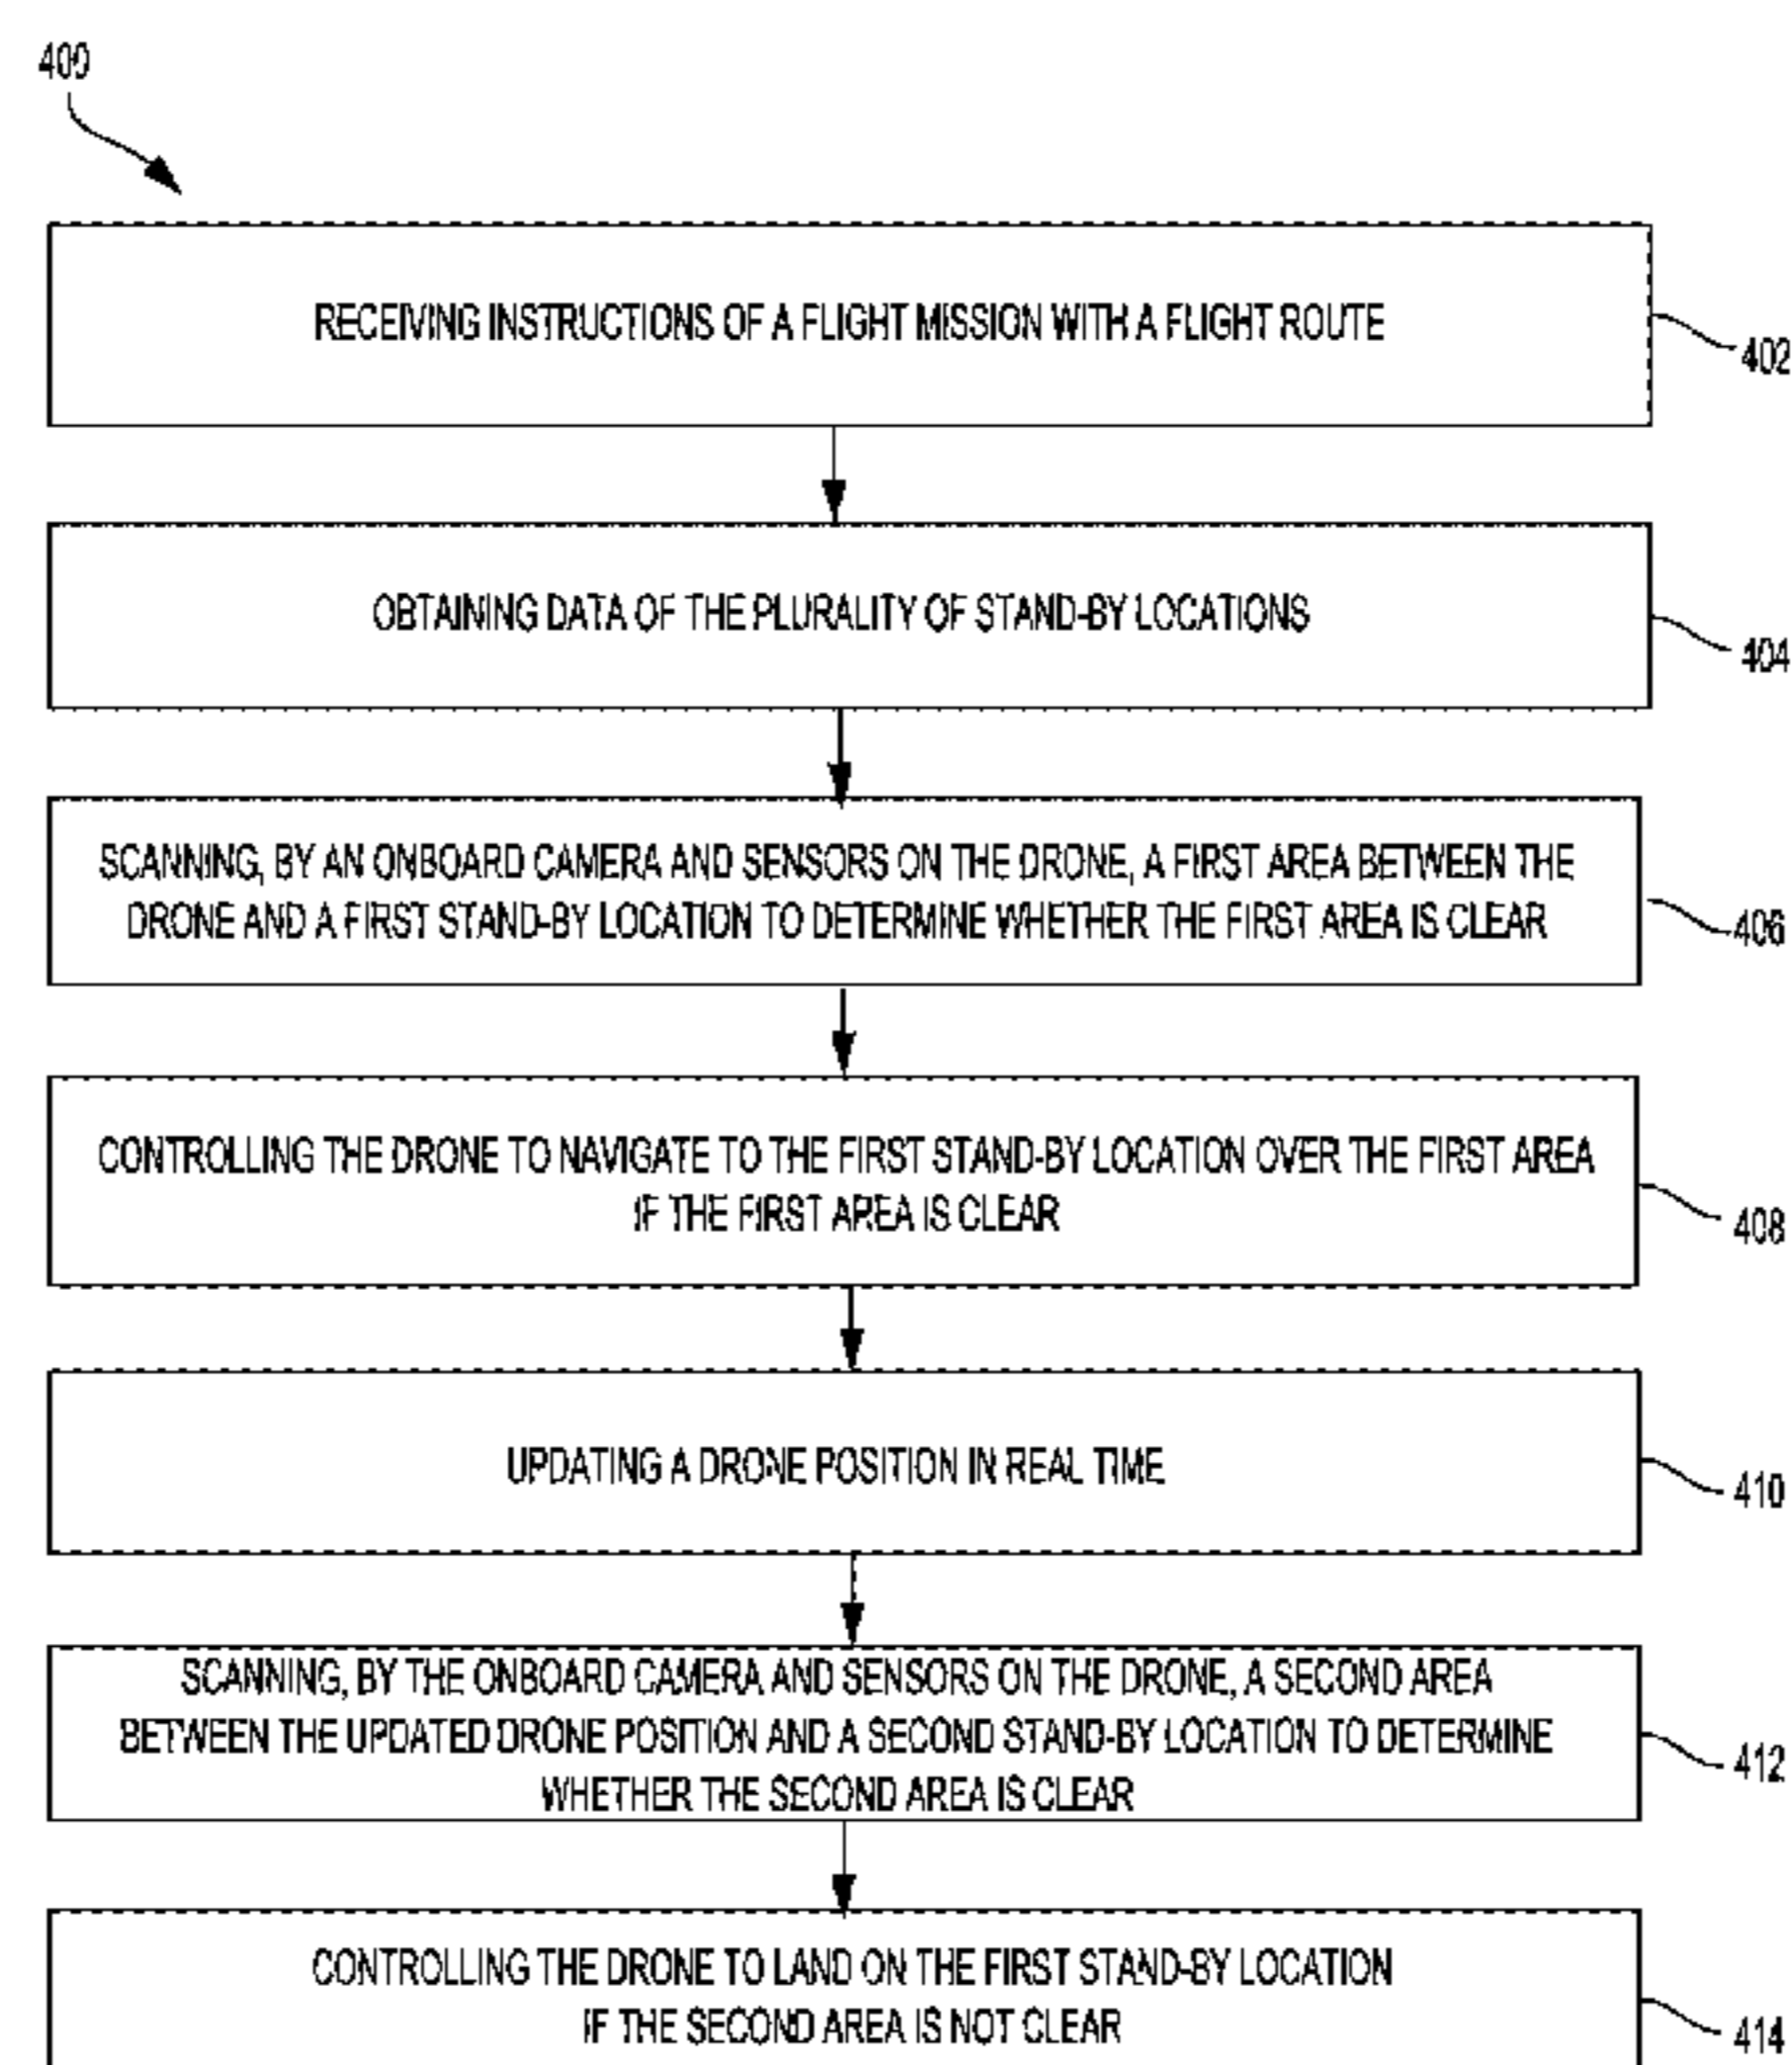 400
RECEIVING INSTRUCTIONS OF A FLIGHT MISSION WITH A FLIGHT ROUTE
402
OBTAINING DATA OF THE PLURALITY OF STAND-BY LOCATIONS
404
SCANNING, BY AN ONBOARD CAMERA AND SENSORS ON THE DRONE, A FIRST AREA BETWEEN THE
DRONE AND A FIRST STAND-BY LOCATION TO DETERMINE WHETHER THE FIRST AREA IS CLEAR
406
CONTROLLING THE DRONE TO NAVIGATE TO THE FIRST STAND-BY LOCATION OVER THE FIRST AREA
IF THE FIRST AREA IS CLEAR
408
UPDATING A DRONE POSITION IN REAL TIME
410
SCANNING, BY THE ONBOARD CAMERA AND SENSORS ON THE DRONE, A SECOND AREA
BETWEEN THE UPDATED DRONE POSITION AND A SECOND STAND-BY LOCATION TO DETERMINE
WHETHER THE SECOND AREA IS CLEAR
412
CONTROLLING THE DRONE TO LAND ON THE FIRST STAND-BY LOCATION
IF THE SECOND AREA IS NOT CLEAR
414